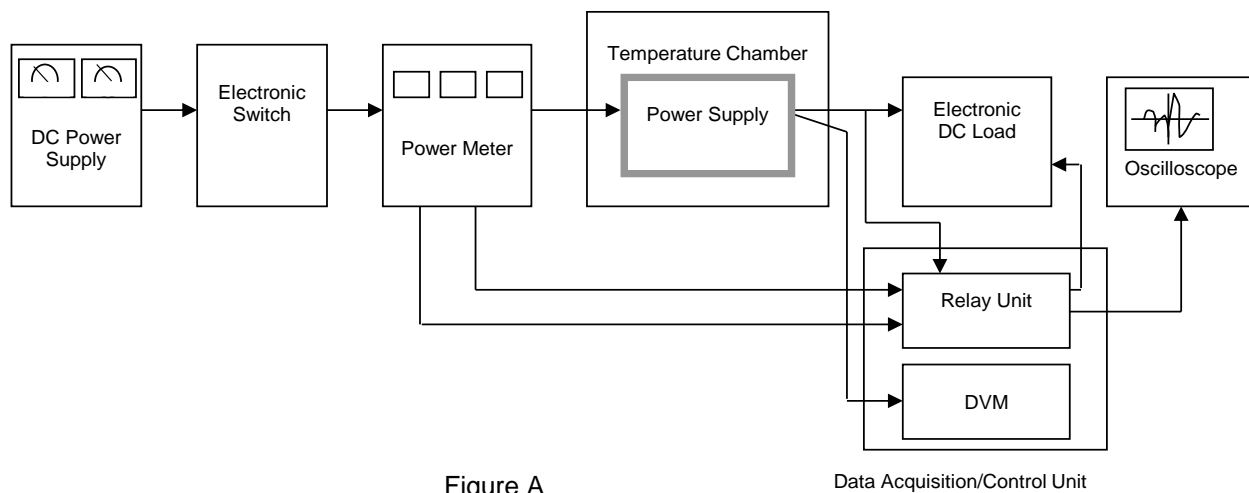 DC Power
Supply
Electronic
Switch
Power Meter
Temperature Chamber
Power Supply
Electronic
DC Load
Oscilloscope
Relay Unit
DVM
Figure A
Data Acquisition/Control Unit